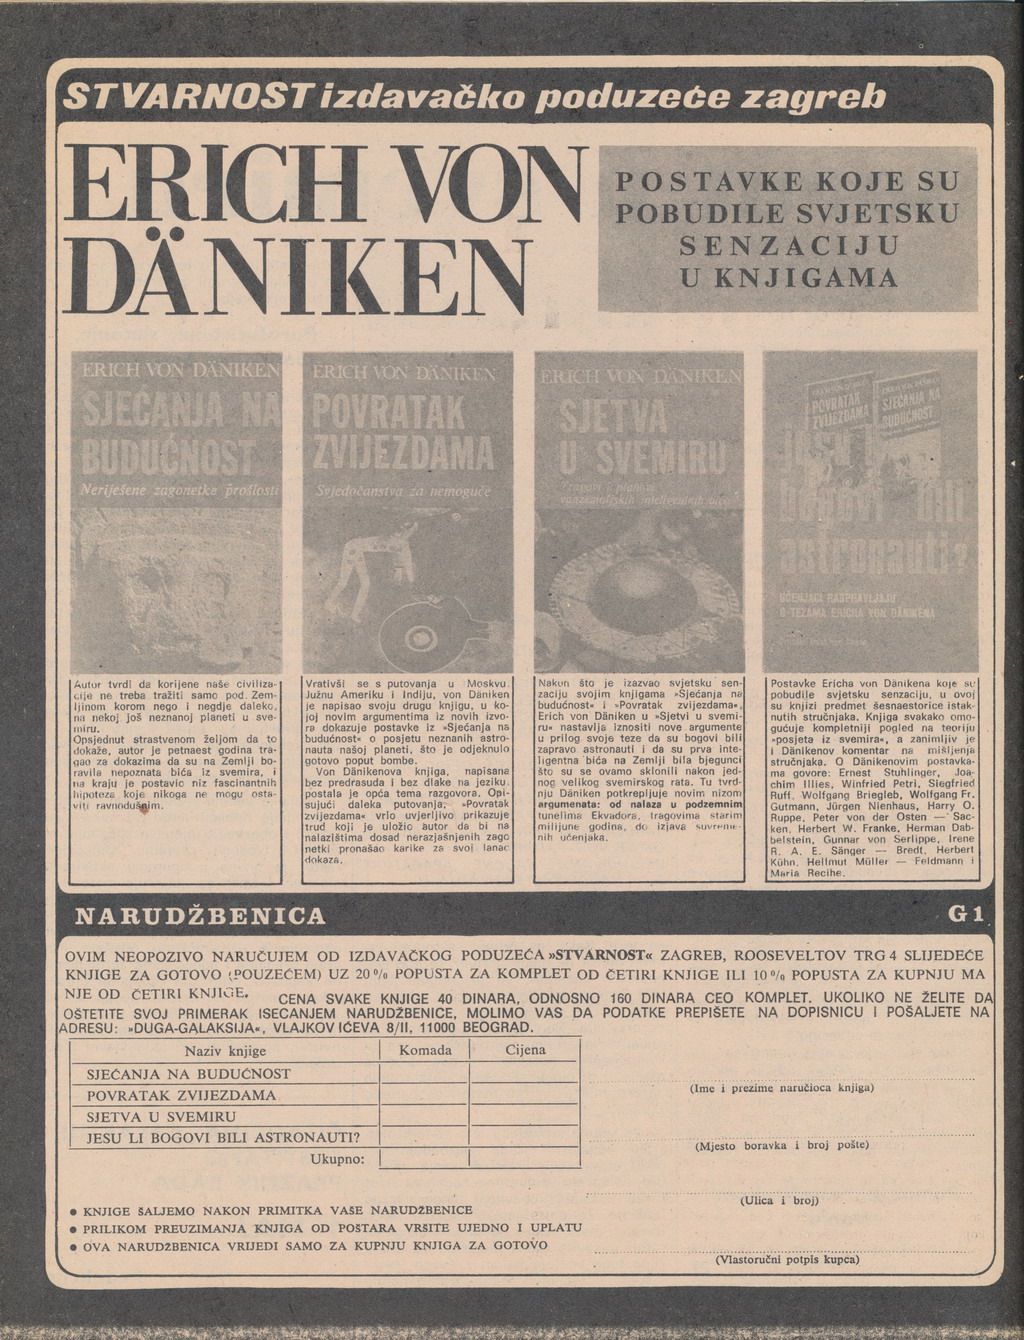 STVARNOST izdavačko poduzeće zagreb
ERICH VON
DÄNIKEN
POSTAVKE KOJE SU
POBUDILE SVJETSKU
SENZACIJU
U KNJIGAMA
ERICH VON DÄNIKEN
SJEĆANJA NA
BUDUĆNOST
Neriješene zagonetke prošlosti
ERICH VON DÄNIKEN
POVRATAK
ZVIJEZDAMA
Svjedočanstva za nemoguće
ERICH VON DÄNIKEN
SJETVA
U SVEMIRU
Tragovi i planovi
vanzemaljskih inteligentnih bića
POVRATAK
ZVIJEZDAMA
SJEĆANJA NA
BUDUĆNOST
jesu li
bogovi bili
astronauti?
UČENJACI RASPRAVLJAJU
O TEZAMA ERICHA VON DÄNIKENA
Autor tvrdi da korijene naše civiliza-
cije ne treba tražiti samo pod Zem-
ljinom korom nego i negdje daleko,
na nekoj još neznanoj planeti u sve-
miru.
Opsjednut strastvenom željom da to
dokaže, autor je petnaest godina tra-
gao za dokazima da su na Zemlji bo-
ravila nepoznata bića iz svemira, i
na kraju je postavio niz fascinantnih
hipoteza koje nikoga ne mogu osta-
viti ravnodušnim.
Vrativši se s putovanja u Moskvu,
Južnu Ameriku i Indiju, von Däniken
je napisao svoju drugu knjigu, u ko-
joj novim argumentima iz novih izvo-
ra dokazuje postavke iz »Sjećanja na
budućnost« o posjetu neznanih astro-
nauta našoj planeti, što je odjeknulo
gotovo poput bombe.
Von Dänikenova knjiga, napisana
bez predrasuda i bez dlake na jeziku,
postala je opća tema razgovora. Opi-
sujući daleka putovanja, »Povratak
zvijezdama« vrlo uvjerljivo prikazuje
trud koji je uložio autor da bi na
nalazištima dosad nerazjašnjenih zago
netki pronašao karike za svoj lanac
dokaza.
Nakon što je izazvao svjetsku sen-
zaciju svojim knjigama »Sjećanja na
budućnost« i »Povratak zvijezdama«,
Erich von Däniken u »Sjetvi u svemi-
ru« nastavlja iznositi nove argumente
u prilog svoje teze da su bogovi bili
zapravo astronauti i da su prva inte-
ligentna bića na Zemlji bila bjegunci
što su se ovamo sklonili nakon jed-
nog velikog svemirskog rata. Tu tvrd-
nju Däniken potkrepljuje novim nizom
argumenata: od nalaza u podzemnim
tunelima Ekvadora, tragovima starim
milijune godina, do izjava suvreme-
nih učenjaka.
Postavke Ericha von Dänikena koje su
pobudile svjetsku senzaciju, u ovoj
su knjizi predmet šesnaestorice istak-
nutih stručnjaka. Knjiga svakako omo-
gućuje kompletniji pogled na teoriju
»posjeta iz svemira«, a zanimljiv je
i Dänikenov komentar na mišljenja
stručnjaka. O Dänikenovim postavka-
ma govore: Ernest Stuhlinger, Joa-
chim Illies, Winfried Petri, Siegfried
Ruff, Wolfgang Briegleb, Wolfgang Fr.
Gutmann, Jürgen Nienhaus, Harry O.
Ruppe, Peter von der Osten — Sac-
ken, Herbert W. Franke, Herman Dab-
belstein, Gunnar von Serlippe, Irene
R. A. E. Sänger — Bredt, Herbert
Kühn, Hellmut Müller — Feldmann i
Maria Recihe.
NARUDŽBENICA G 1
OVIM NEOPOZIVO NARUČUJEM OD IZDAVAČKOG PODUZEĆA »STVARNOST« ZAGREB, ROOSEVELTOV TRG 4 SLIJEDEĆE
KNJIGE ZA GOTOVO (POUZEĆEM) UZ 20 % POPUSTA ZA KOMPLET OD ČETIRI KNJIGE ILI 10 % POPUSTA ZA KUPNJU MA
NJE OD ČETIRI KNJIGE. CENA SVAKE KNJIGE 40 DINARA, ODNOSNO 160 DINARA CEO KOMPLET. UKOLIKO NE ŽELITE DA
OŠTETITE SVOJ PRIMERAK ISECANJEM NARUDŽBENICE, MOLIMO VAS DA PODATKE PREPIŠETE NA DOPISNICU I POŠALJETE NA
ADRESU: »DUGA-GALAKSIJA«, VLAJKOVIĆEVA 8/II, 11000 BEOGRAD.
Naziv knjige Komada Cijena
SJEĆANJA NA BUDUĆNOST
POVRATAK ZVIJEZDAMA
SJETVA U SVEMIRU
JESU LI BOGOVI BILI ASTRONAUTI?
Ukupno:
(Ime i prezime naručioca knjiga)
(Mjesto boravka i broj pošte)
(Ulica i broj)
(Vlastoručni potpis kupca)
• KNJIGE ŠALJEMO NAKON PRIMITKA VAŠE NARUDŽBENICE
• PRILIKOM PREUZIMANJA KNJIGA OD POŠTARA VRŠITE UJEDNO I UPLATU
• OVA NARUDŽBENICA VRIJEDI SAMO ZA KUPNJU KNJIGA ZA GOTOVO